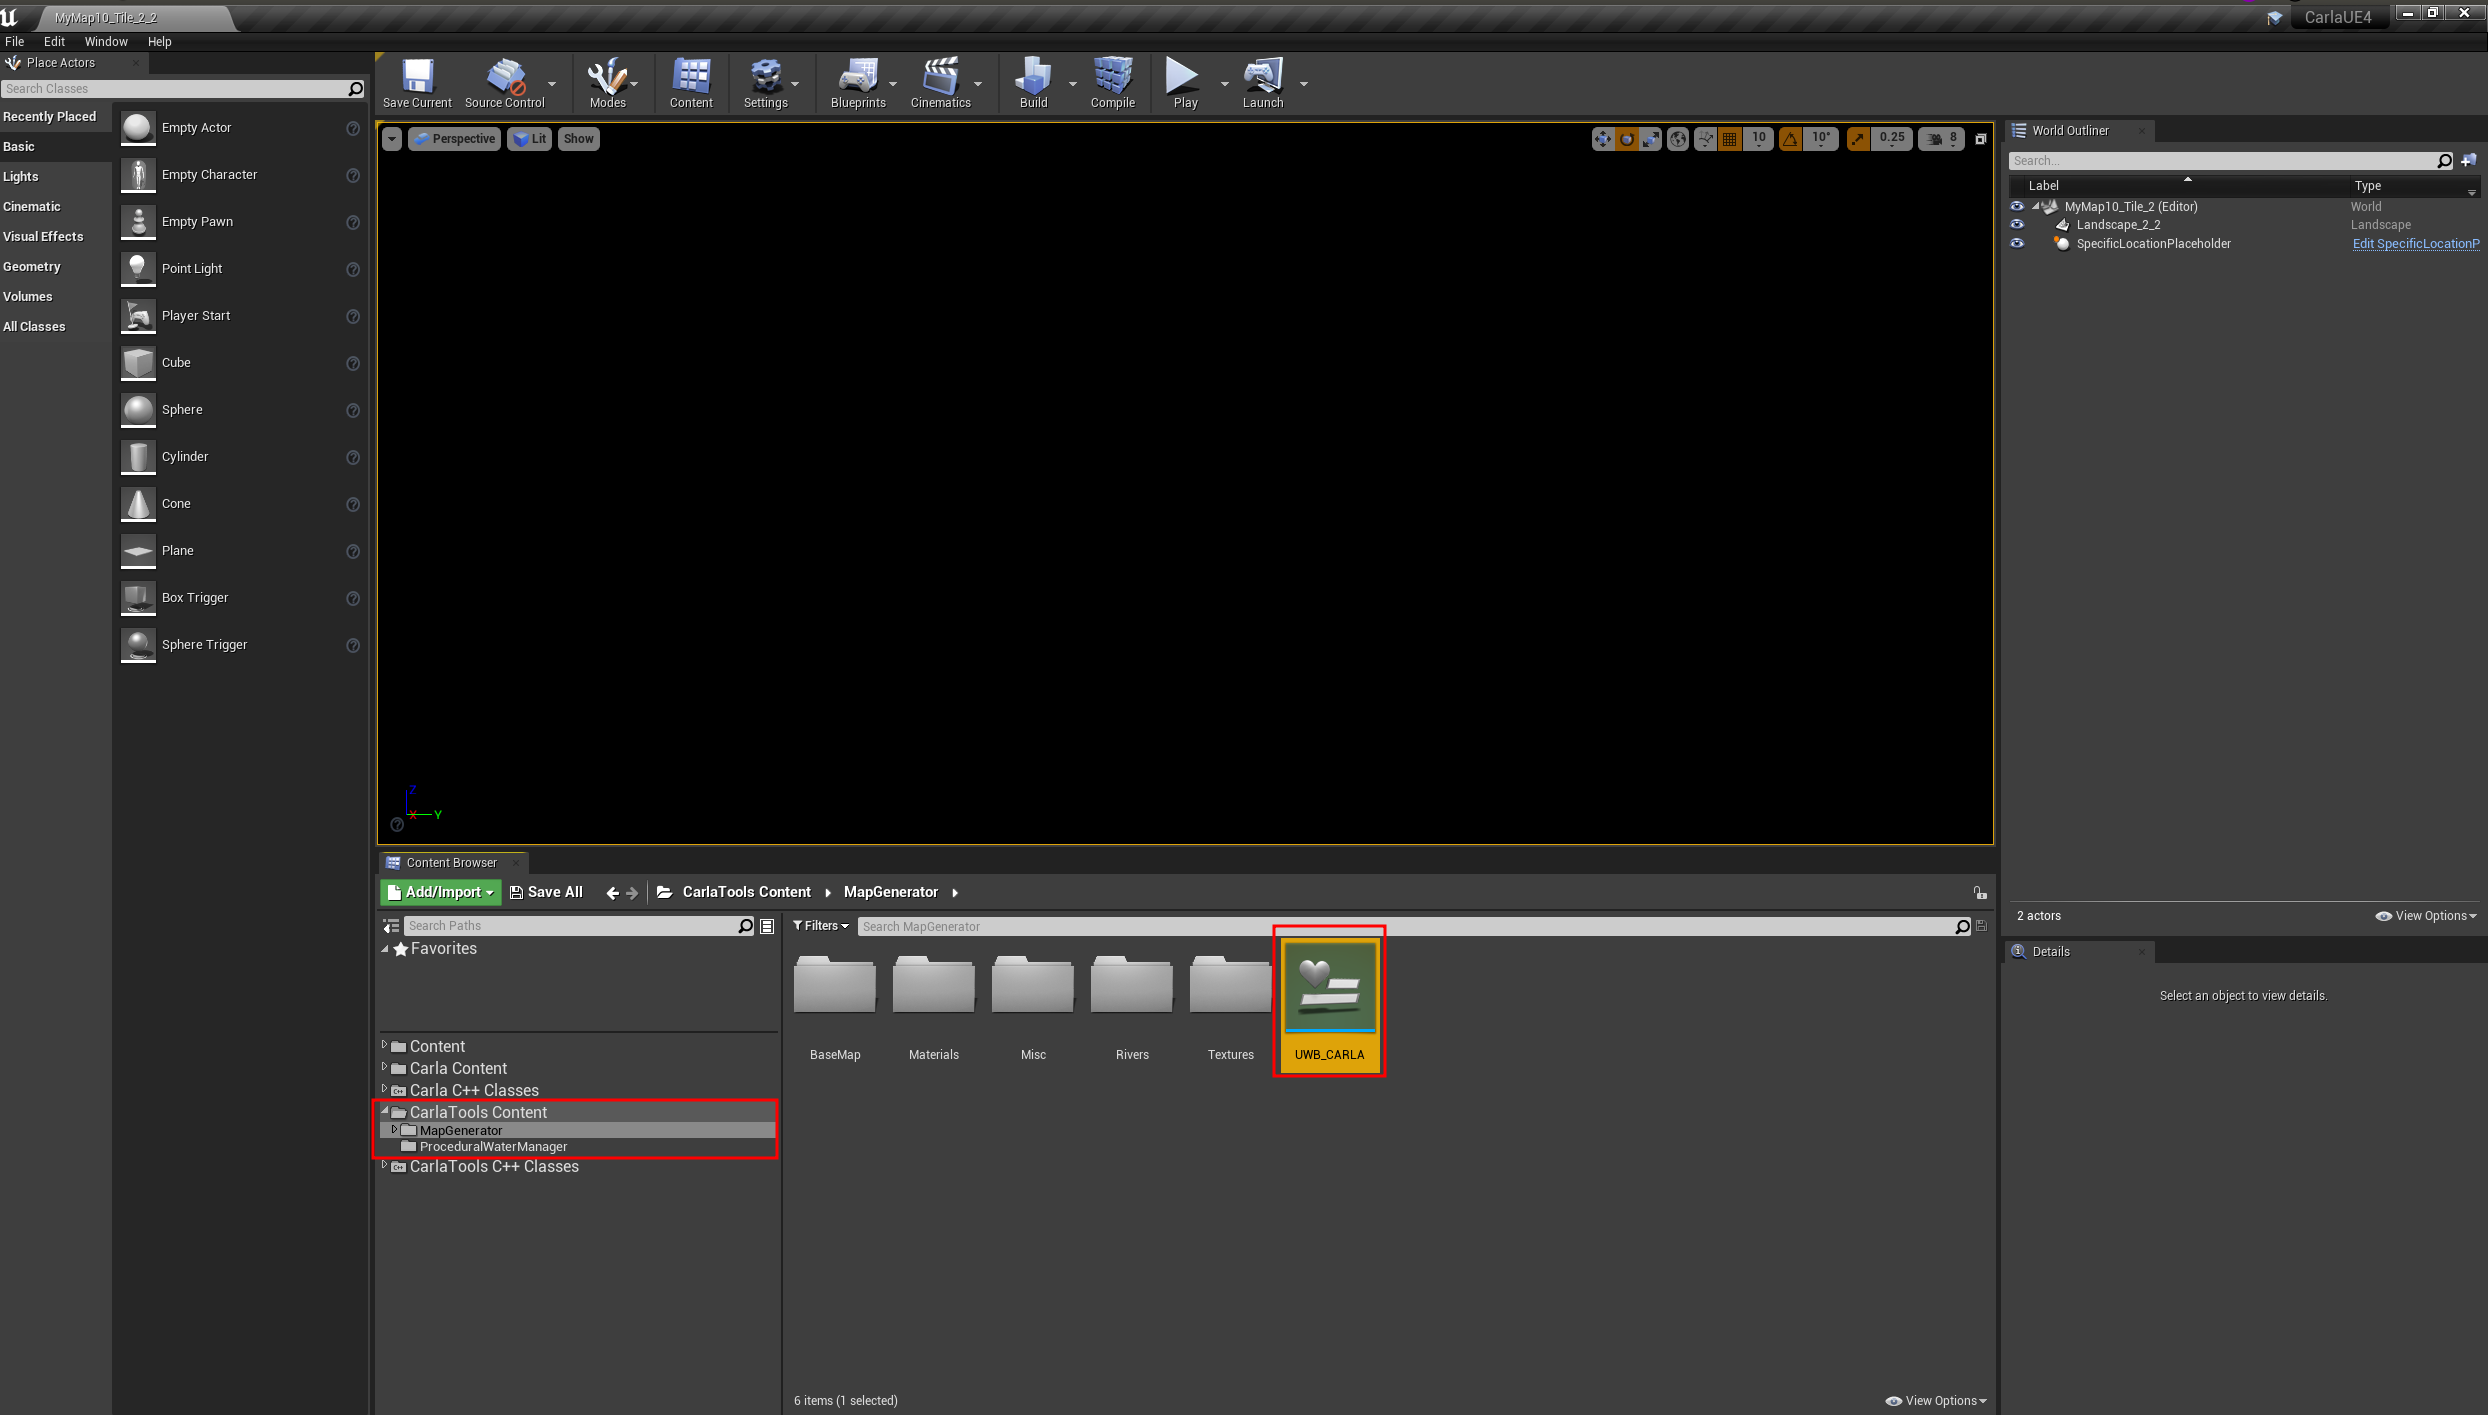 MyMap10_Tile_2_2
CarlaUE4
File Edit Window Help
Place Actors
Search Classes
Recently Placed
Basic
Lights
Cinematic
Visual Effects
Geometry
Volumes
All Classes
Empty Actor
Empty Character
Empty Pawn
Point Light
Player Start
Cube
Sphere
Cylinder
Cone
Plane
Box Trigger
Sphere Trigger
Save Current Source Control Modes Content Settings Blueprints Cinematics Build Compile Play Launch
Perspective Lit Show
10 10° 0.25 8
Z
X Y
World Outliner
Search...
Label Type
MyMap10_Tile_2 (Editor) World
Landscape_2_2 Landscape
SpecificLocationPlaceholder Edit SpecificLocationP
2 actors View Options
Details
Select an object to view details.
Content Browser
Add/Import Save All CarlaTools Content MapGenerator
Search Paths
Favorites
Content
Carla Content
Carla C++ Classes
CarlaTools Content
MapGenerator
ProceduralWaterManager
CarlaTools C++ Classes
Filters Search MapGenerator
BaseMap Materials Misc Rivers Textures UWB_CARLA
6 items (1 selected) View Options